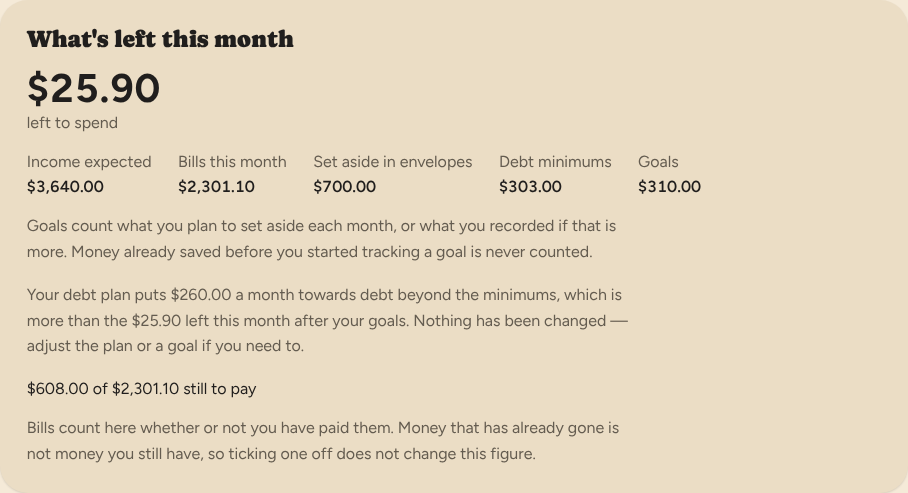 What's left this month
$25.90
left to spend
Income expected Bills this month Set aside in envelopes Debt minimums Goals
$3,640.00 $2,301.10 $700.00 $303.00 $310.00
Goals count what you plan to set aside each month, or what you recorded if that is
more. Money already saved before you started tracking a goal is never counted.
Your debt plan puts $260.00 a month towards debt beyond the minimums, which is
more than the $25.90 left this month after your goals. Nothing has been changed —
adjust the plan or a goal if you need to.
$608.00 of $2,301.10 still to pay
Bills count here whether or not you have paid them. Money that has already gone is
not money you still have, so ticking one off does not change this figure.